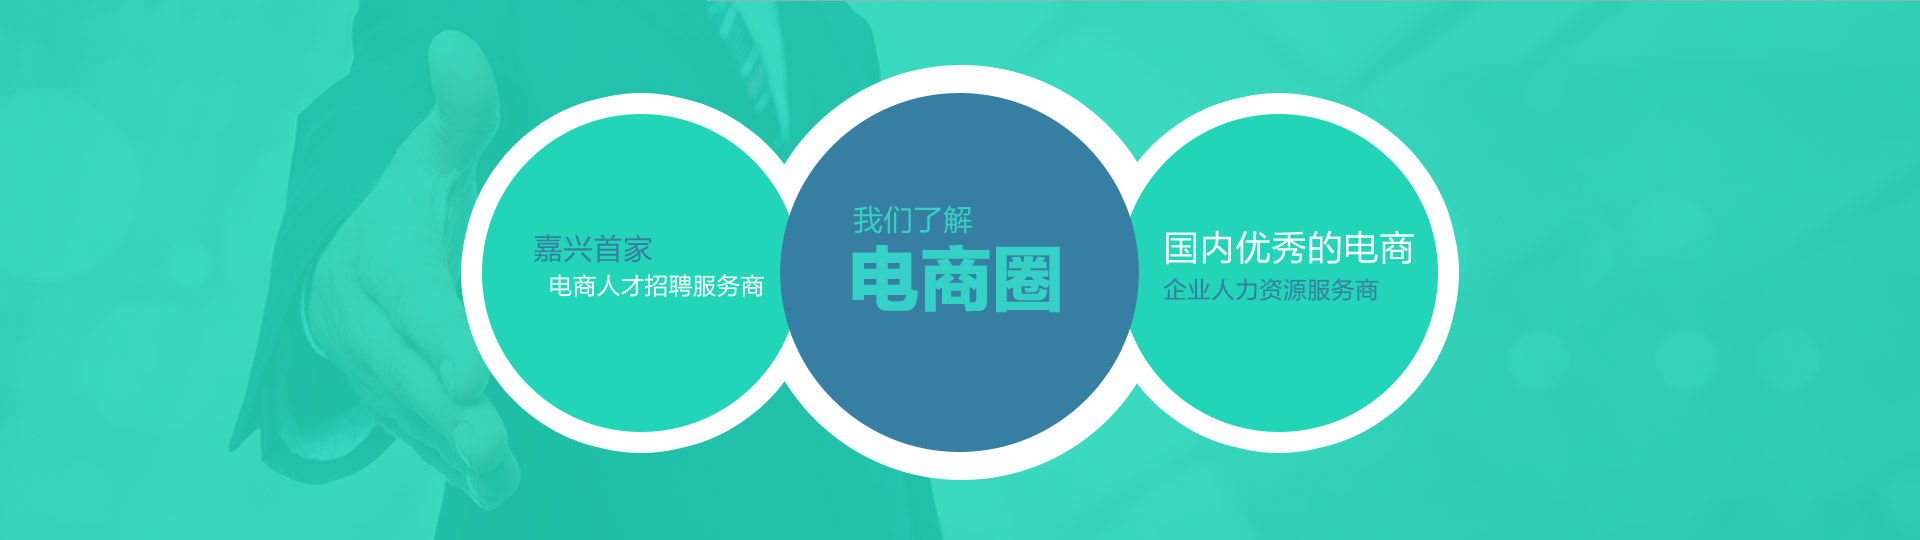 嘉兴首家
电商人才招聘服务商
我们了解
电商圈
国内优秀的电商
企业人力资源服务商